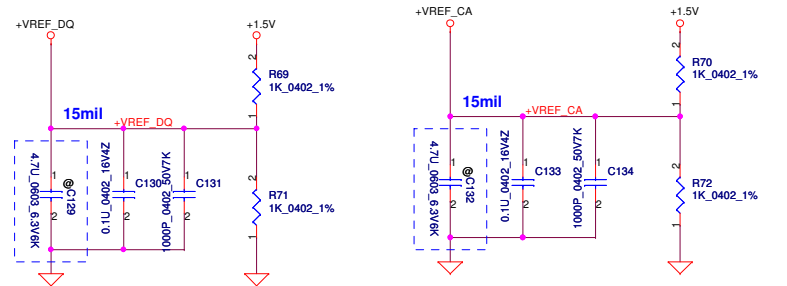 +VREF_DQ
+1.5V
2
R69
1K_0402_1%
1
15mil
+VREF_DQ
4.7U_0603_6.3V6K
@C129
1
2
0.1U_0402_16V4Z
C130
1
2
1000P_0402_50V7K
C131
1
2
2
R71
1K_0402_1%
1
+VREF_CA
+1.5V
2
R70
1K_0402_1%
1
15mil
+VREF_CA
4.7U_0603_6.3V6K
@C132
1
2
0.1U_0402_16V4Z
C133
1
2
1000P_0402_50V7K
C134
1
2
2
R72
1K_0402_1%
1